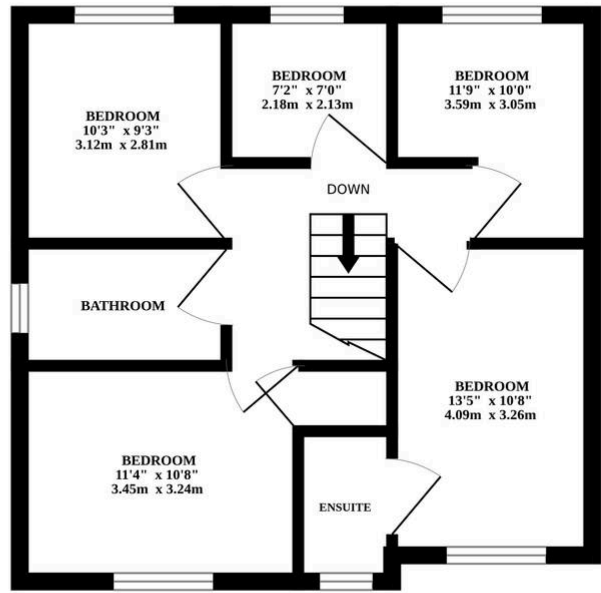 BEDROOM
10'3" x 9'3"
3.12m x 2.81m
BEDROOM
7'2" x 7'0"
2.18m x 2.13m
BEDROOM
11'9" x 10'0"
3.59m x 3.05m
DOWN
BATHROOM
BEDROOM
13'5" x 10'8"
4.09m x 3.26m
BEDROOM
11'4" x 10'8"
3.45m x 3.24m
ENSUITE